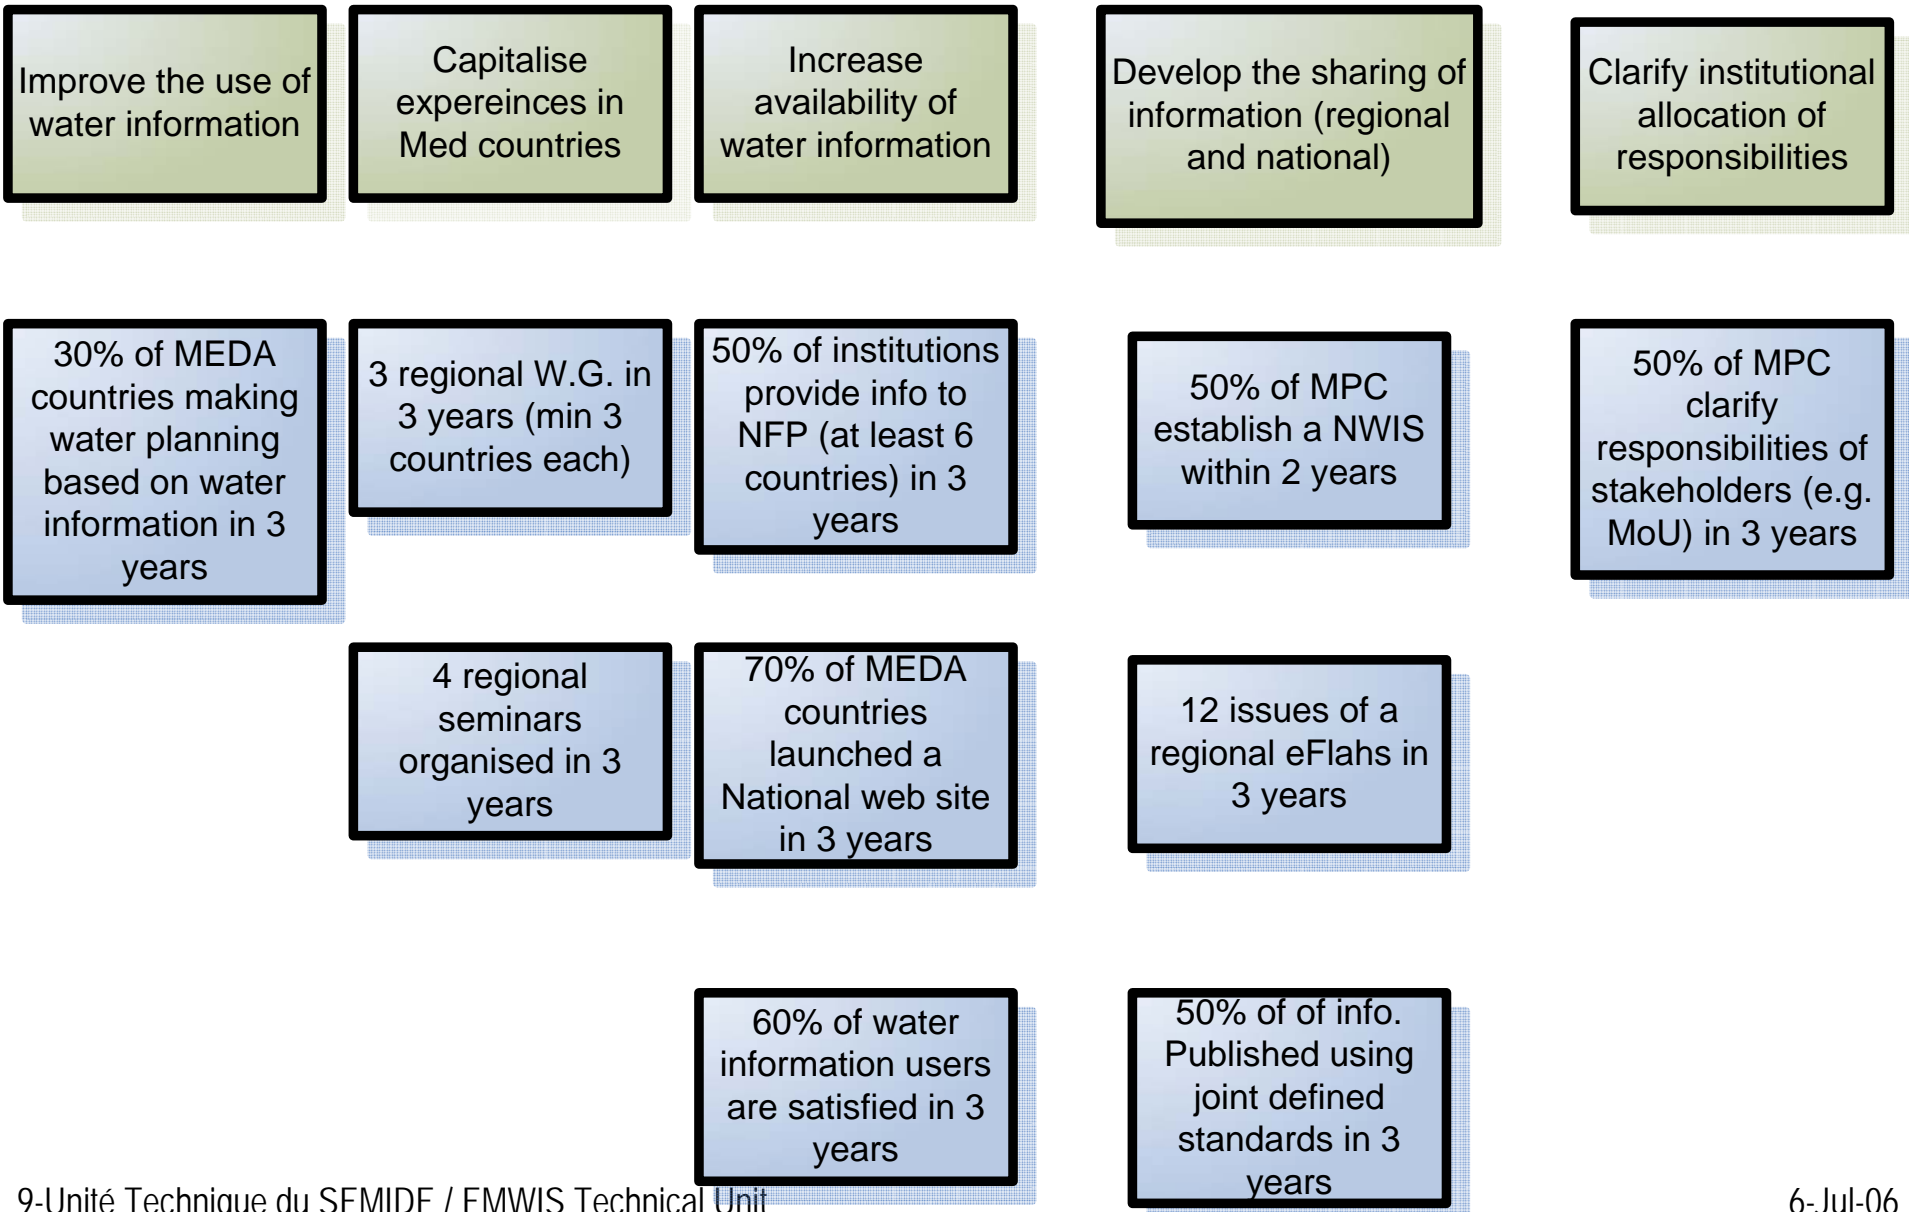 Improve the use of
water information
Capitalise
expereinces in
Med countries
Increase
availability of
water information
Develop the sharing of
information (regional
and national)
Clarify institutional
allocation of
responsibilities
30% of MEDA
countries making
water planning
based on water
information in 3
years
3 regional W.G. in
3 years (min 3
countries each)
50% of institutions
provide info to
NFP (at least 6
countries) in 3
years
50% of MPC
establish a NWIS
within 2 years
50% of MPC
clarify
responsibilities of
stakeholders (e.g.
MoU) in 3 years
4 regional
seminars
organised in 3
years
70% of MEDA
countries
launched a
National web site
in 3 years
12 issues of a
regional eFlahs in
3 years
60% of water
information users
are satisfied in 3
years
50% of of info.
Published using
joint defined
standards in 3
years
9-Unité Technique du SEMIDE / EMWIS Technical Unit
6-Jul-06